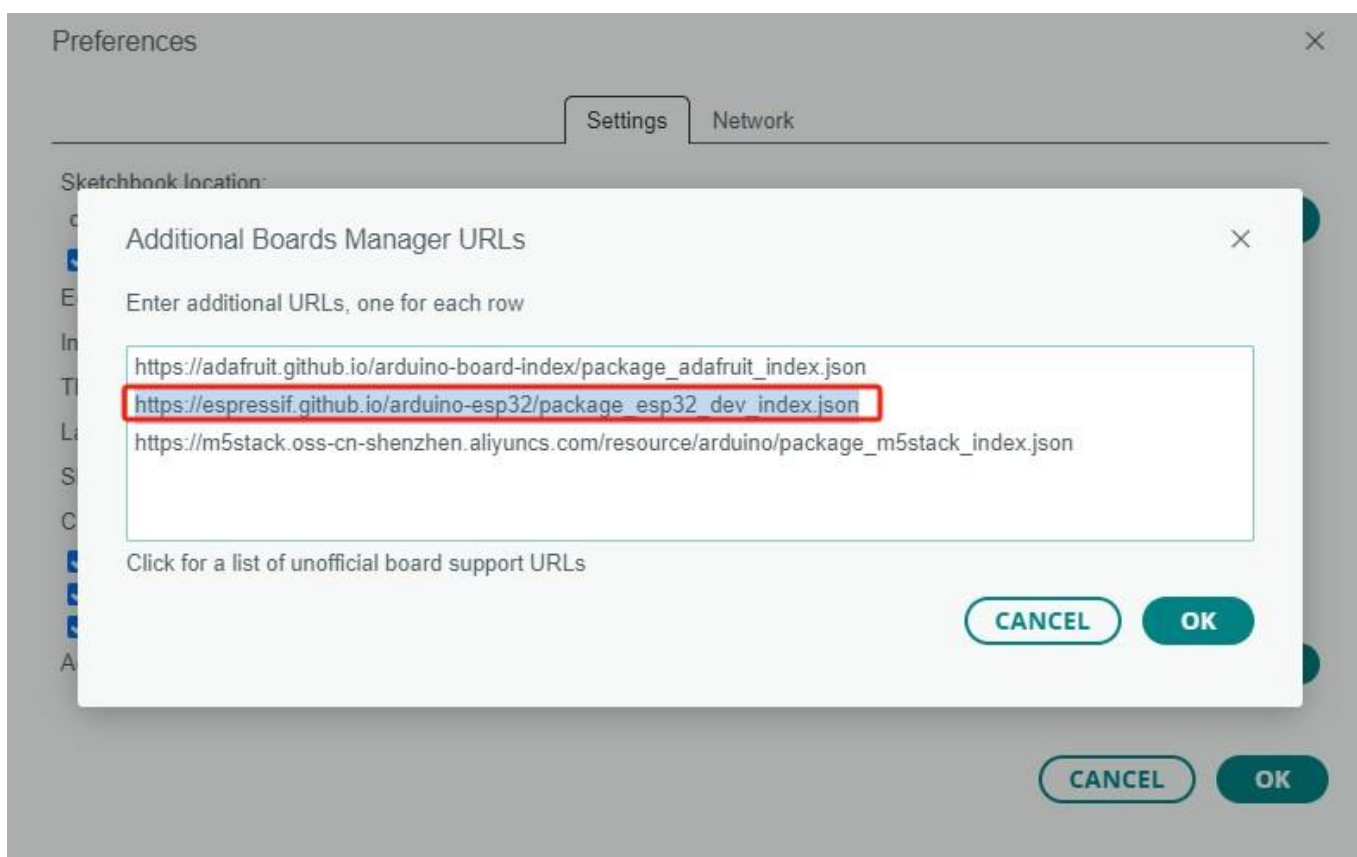 Preferences
Settings Network
Sketchbook location:
Additional Boards Manager URLs
Enter additional URLs, one for each row
https://adafruit.github.io/arduino-board-index/package_adafruit_index.json
https://espressif.github.io/arduino-esp32/package_esp32_dev_index.json
https://m5stack.oss-cn-shenzhen.aliyuncs.com/resource/arduino/package_m5stack_index.json
Click for a list of unofficial board support URLs
CANCEL OK
CANCEL OK